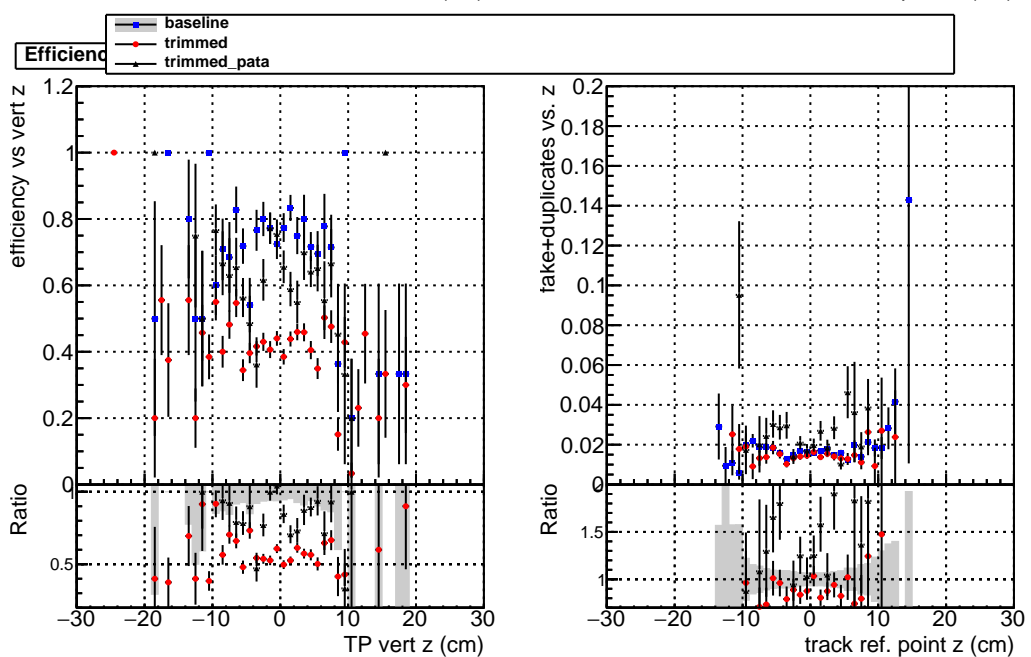 baseline
trimmed
trimmed_pata
Efficienc
efficiency vs vert z
1.2
1
0.8
0.6
0.4
0.2
0
Ratio
1
0.5
−30 −20 −10 0 10 20 30
TP vert z (cm)
fake+duplicates vs. z
0.2
0.18
0.16
0.14
0.12
0.1
0.08
0.06
0.04
0.02
0
Ratio
1.5
1
−30 −20 −10 0 10 20 30
track ref. point z (cm)